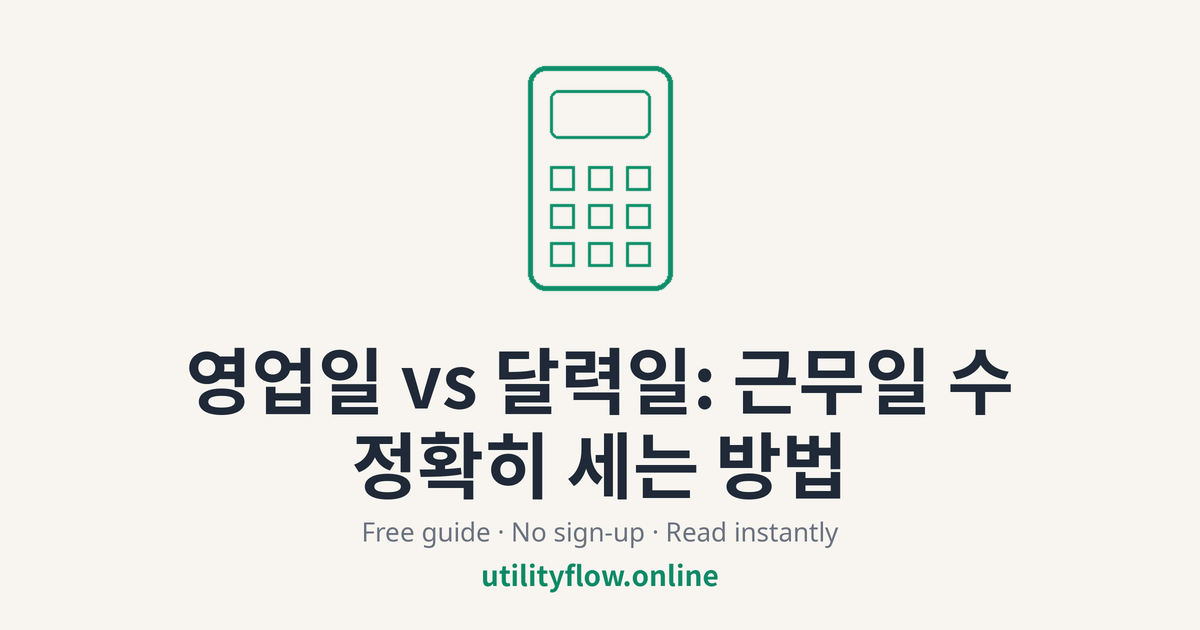 영업일 vs 달력일: 근무일 수
정확히 세는 방법
Free guide · No sign-up · Read instantly
utilityflow.online